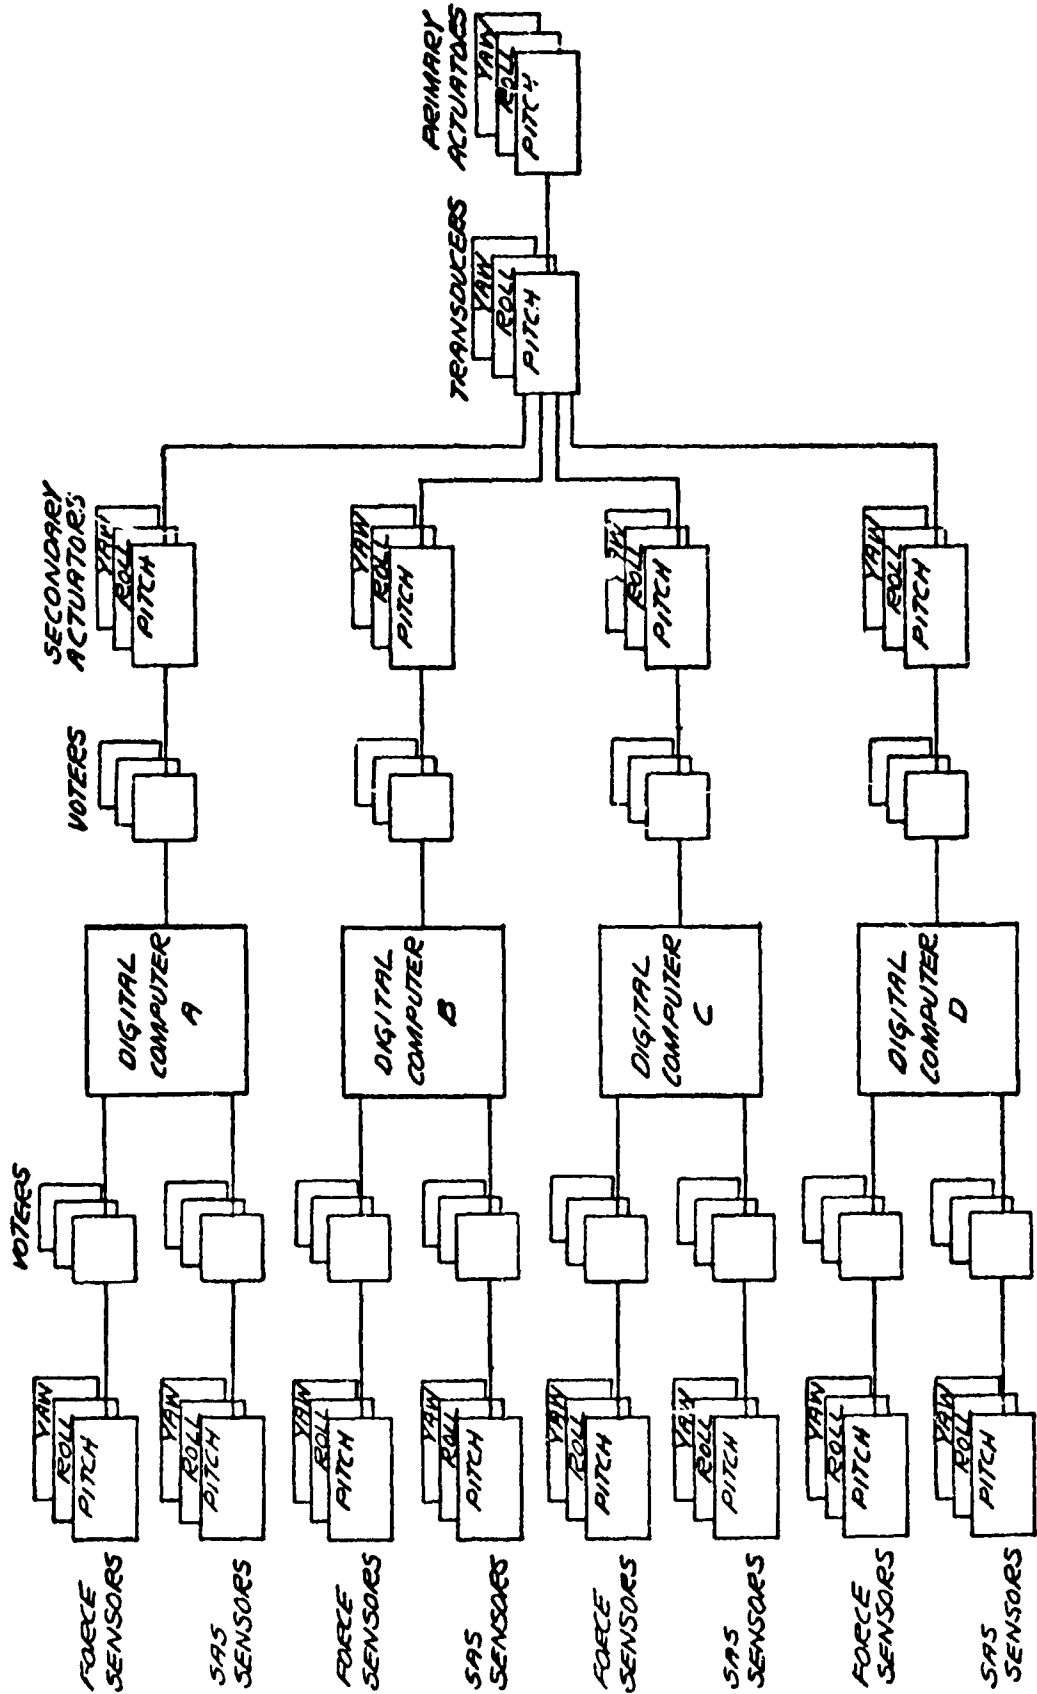 FORCE
SENSORS
YAW
ROLL
PITCH
VOTERS
SAS
SENSORS
YAW
ROLL
PITCH
DIGITAL
COMPUTER
A
VOTERS
SECONDARY
ACTUATORS
YAW
ROLL
PITCH
FORCE
SENSORS
YAW
ROLL
PITCH
SAS
SENSORS
YAW
ROLL
PITCH
DIGITAL
COMPUTER
B
YAW
ROLL
PITCH
TRANSDUCERS
YAW
ROLL
PITCH
PRIMARY
ACTUATORS
YAW
ROLL
PITCH
FORCE
SENSORS
YAW
ROLL
PITCH
SAS
SENSORS
YAW
ROLL
PITCH
DIGITAL
COMPUTER
C
ROLL
PITCH
FORCE
SENSORS
YAW
ROLL
PITCH
SAS
SENSORS
YAW
ROLL
PITCH
DIGITAL
COMPUTER
D
YAW
ROLL
PITCH